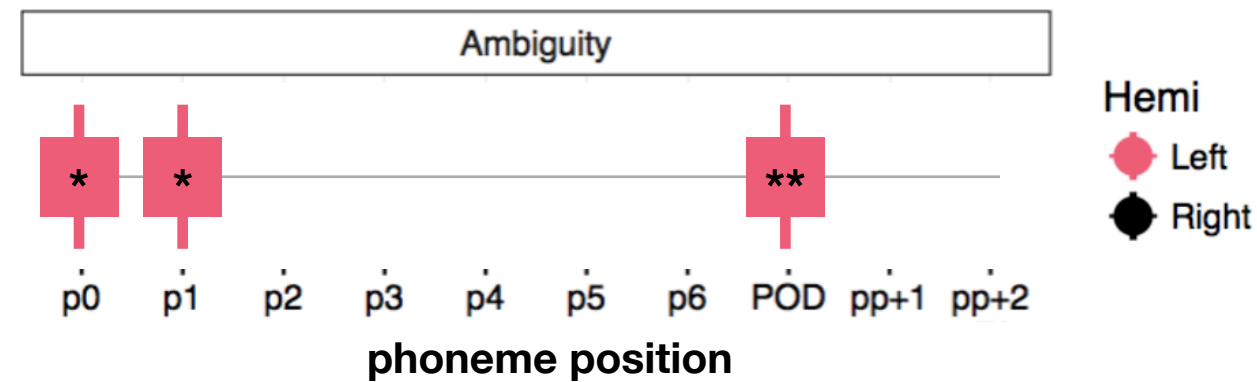 Ambiguity
Hemi
Left
Right
* * **
p0 p1 p2 p3 p4 p5 p6 POD pp+1 pp+2
phoneme position